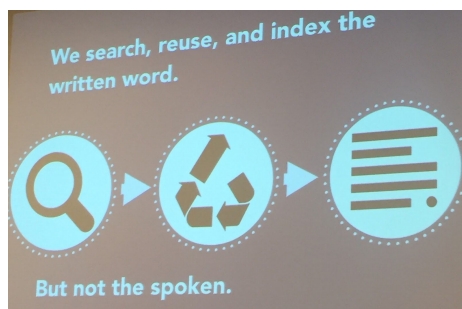 We search, reuse, and index the
written word.
But not the spoken.